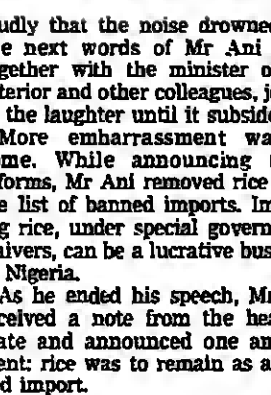 udly that the noise drowned
e next words of Mr Ani
gether with the minister o
terior and other colleagues, j
the laughter until it subside
More embarrassment wa
ome. While announcing
forms, Mr Ani removed rice
e list of banned imports. Im
g rice, under special govern
ivers, can be a lucrative bus
Nigeria.
As he ended his speech, Mr
ceived a note from the hea
ate and announced one an
ent: rice was to remain as a
ed import.